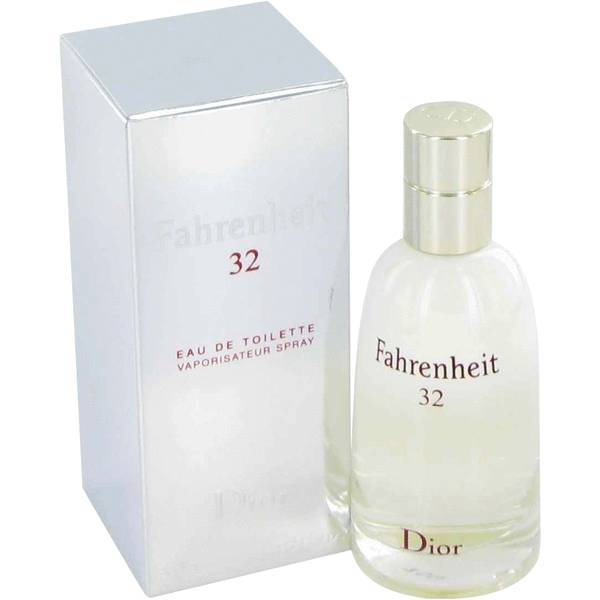 Fahrenheit
32
EAU DE TOILETTE
VAPORISATEUR SPRAY
Dior
Fahrenheit
32
Dior